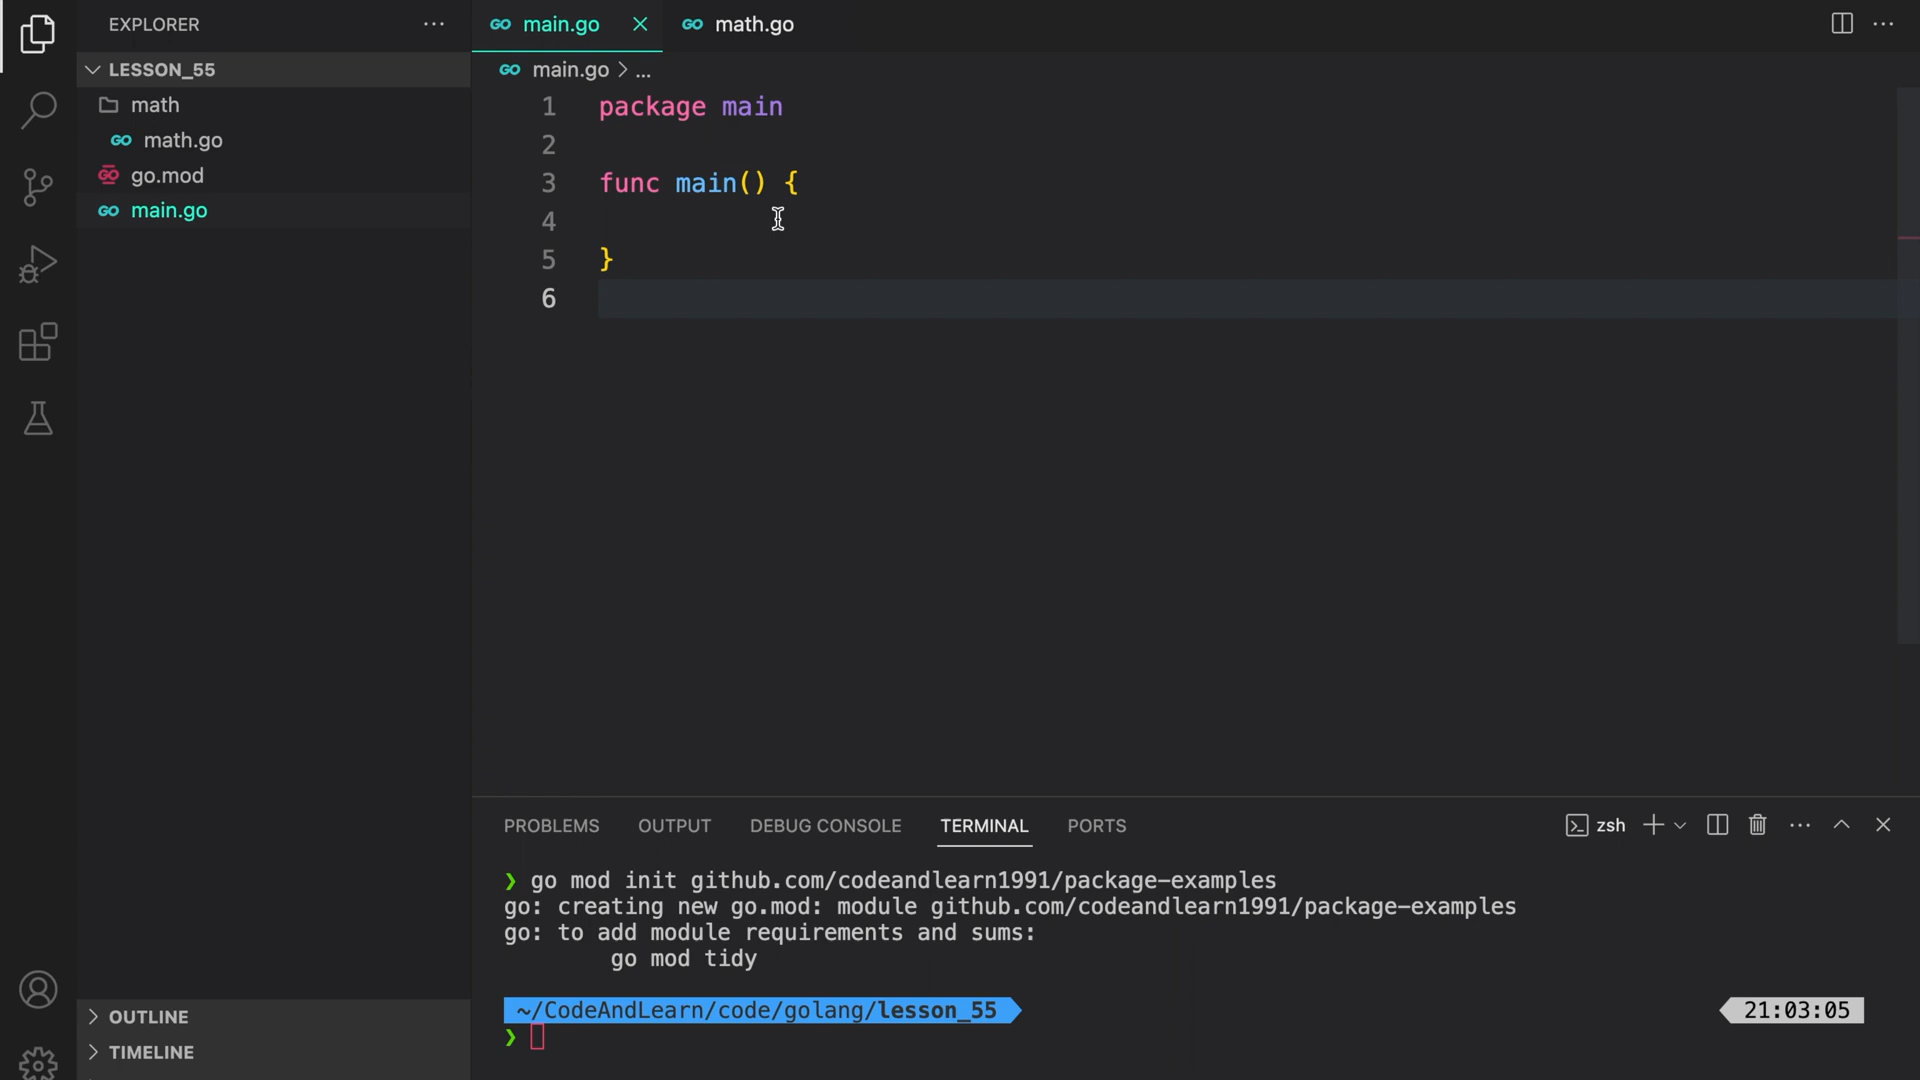 EXPLORER
LESSON_55
math
math.go
go.mod
main.go
OUTLINE
TIMELINE
main.go
math.go
main.go > ...
1 package main
2
3 func main() {
4
5 }
6
PROBLEMS OUTPUT DEBUG CONSOLE TERMINAL PORTS
zsh
❯ go mod init github.com/codeandlearn1991/package-examples
go: creating new go.mod: module github.com/codeandlearn1991/package-examples
go: to add module requirements and sums:
go mod tidy
~/CodeAndLearn/code/golang/lesson_55
21:03:05
❯